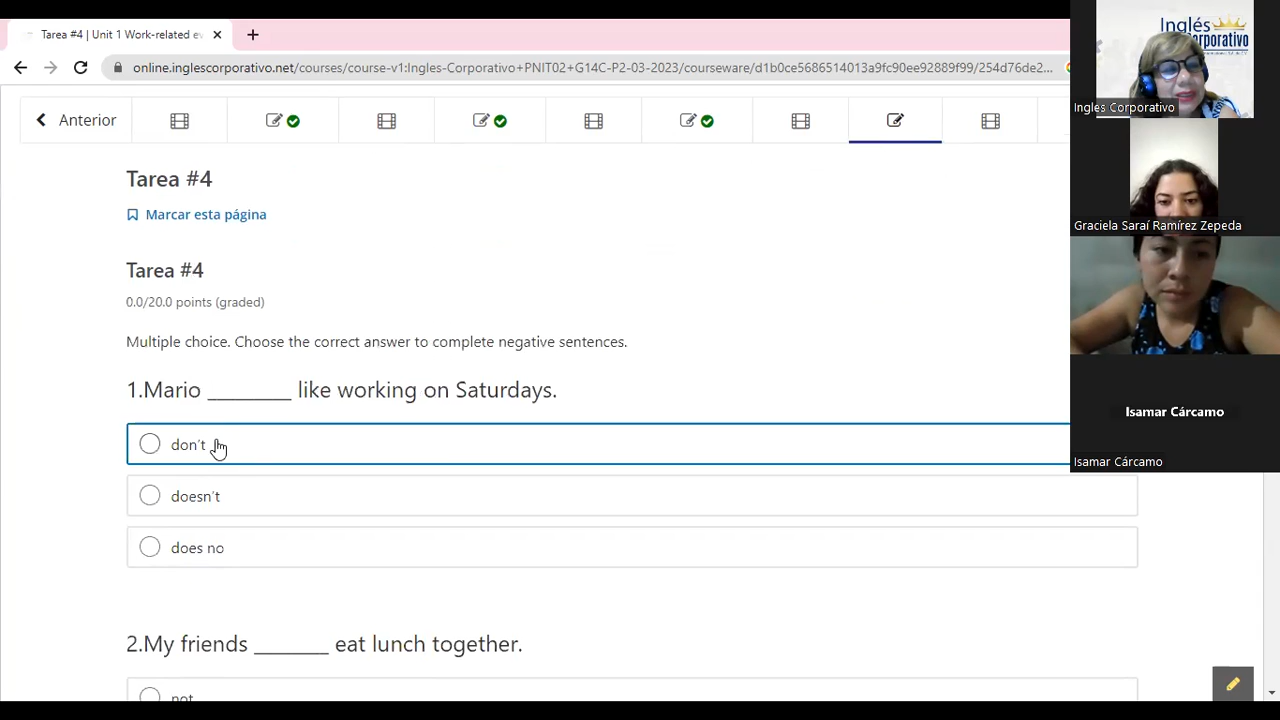 Tarea #4 | Unit 1 Work-related ev
online.inglescorporativo.net/courses/course-v1:Ingles-Corporativo+PNIT02+G14C-P2-03-2023/courseware/d1b0ce886514013a9fc90ee92889f99/254d76de2...
Anterior
Tarea #4
Marcar esta página
Tarea #4
0.0/20.0 points (graded)
Multiple choice. Choose the correct answer to complete negative sentences.
1.Mario ________ like working on Saturdays.
don't
doesn't
does no
2.My friends _______ eat lunch together.
not
Inglés
Corporativo
Ingles Corporativo
Graciela Saraí Ramírez Zepeda
Isamar Cárcamo
Isamar Cárcamo